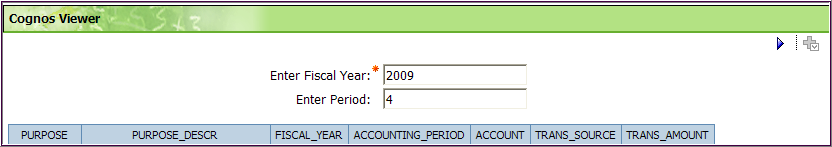 Cognos Viewer
Enter Fiscal Year: * 2009
Enter Period: 4
PURPOSE PURPOSE_DESCR FISCAL_YEAR ACCOUNTING_PERIOD ACCOUNT TRANS_SOURCE TRANS_AMOUNT